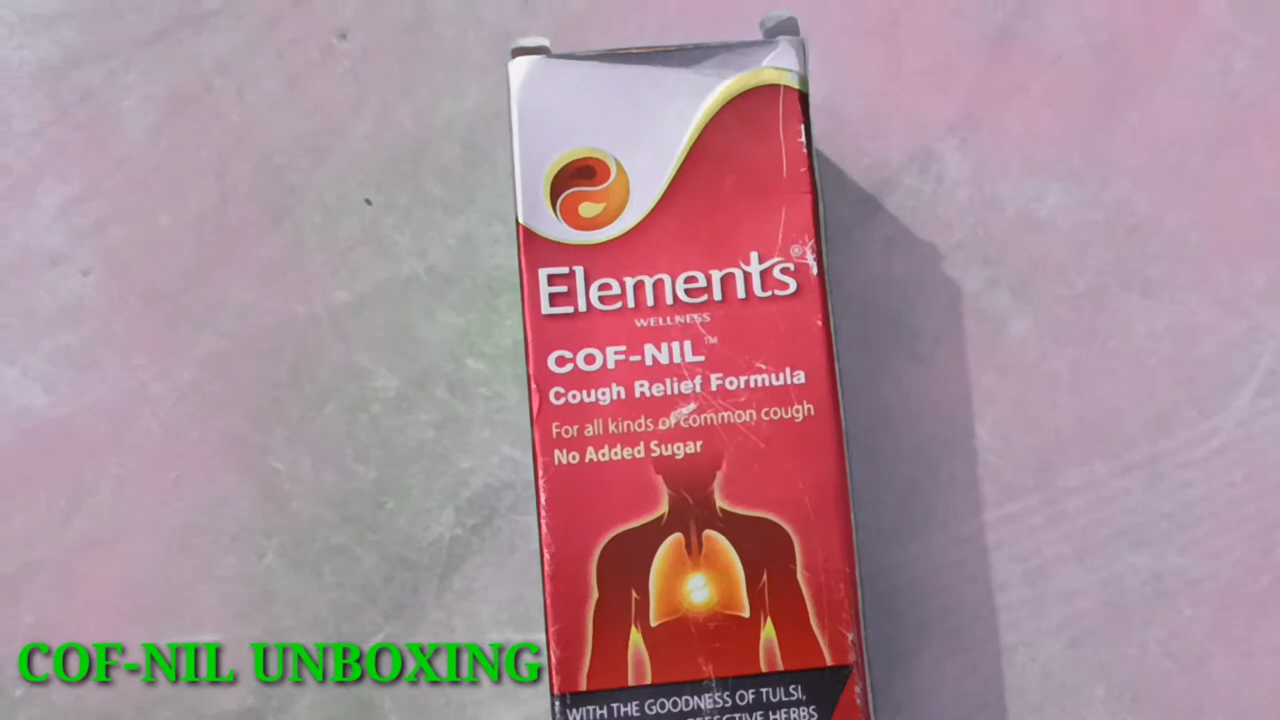 Elements®
WELLNESS
COF-NIL™
Cough Relief Formula
For all kinds of common cough
No Added Sugar
WITH THE GOODNESS OF TULSI,
EFFECTIVE HERBS
COF-NIL UNBOXING